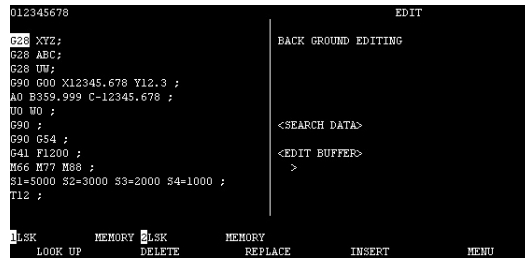 O12345678 EDIT
G28 XYZ; BACK GROUND EDITING
G28 ABC;
G28 UW;
G90 G00 X12345.678 Y12.3 ;
A0 B359.999 C-12345.678 ;
U0 W0 ;
G90 ; <SEARCH DATA>
G90 G54 ;
G41 F1200 ; <EDIT BUFFER>
M66 M77 M88 ; >
S1=5000 S2=3000 S3=2000 S4=1000 ;
T12 ;
1LSK MEMORY 2LSK MEMORY
LOOK UP DELETE REPLACE INSERT MENU